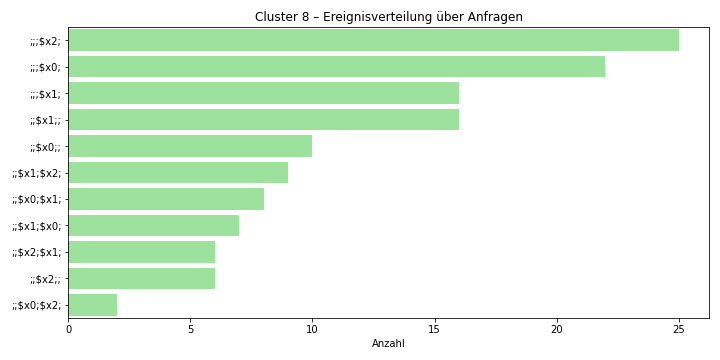 Cluster 8 – Ereignisverteilung über Anfragen
;;;$x2;
;;;$x0;
;;;$x1;
;;$x1;;
;;$x0;;
;;$x1;$x2;
;;$x0;$x1;
;;$x1;$x0;
;;$x2;$x1;
;;$x2;;
;;$x0;$x2;
0 5 10 15 20 25
Anzahl